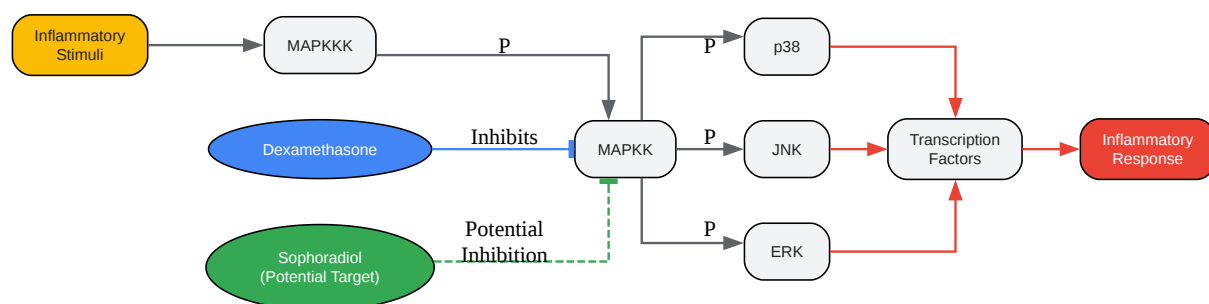 Inflammatory
Stimuli
MAPKKK
P
P
p38
Dexamethasone
Inhibits
MAPKK
P
JNK
Transcription
Factors
Inflammatory
Response
Sophoradiol
(Potential Target)
Potential
Inhibition
P
ERK